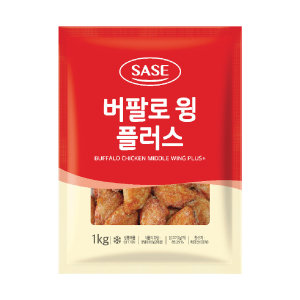 SASE
버팔로 윙
플러스
BUFFALO CHICKEN MIDDLE WING PLUS+
1kg